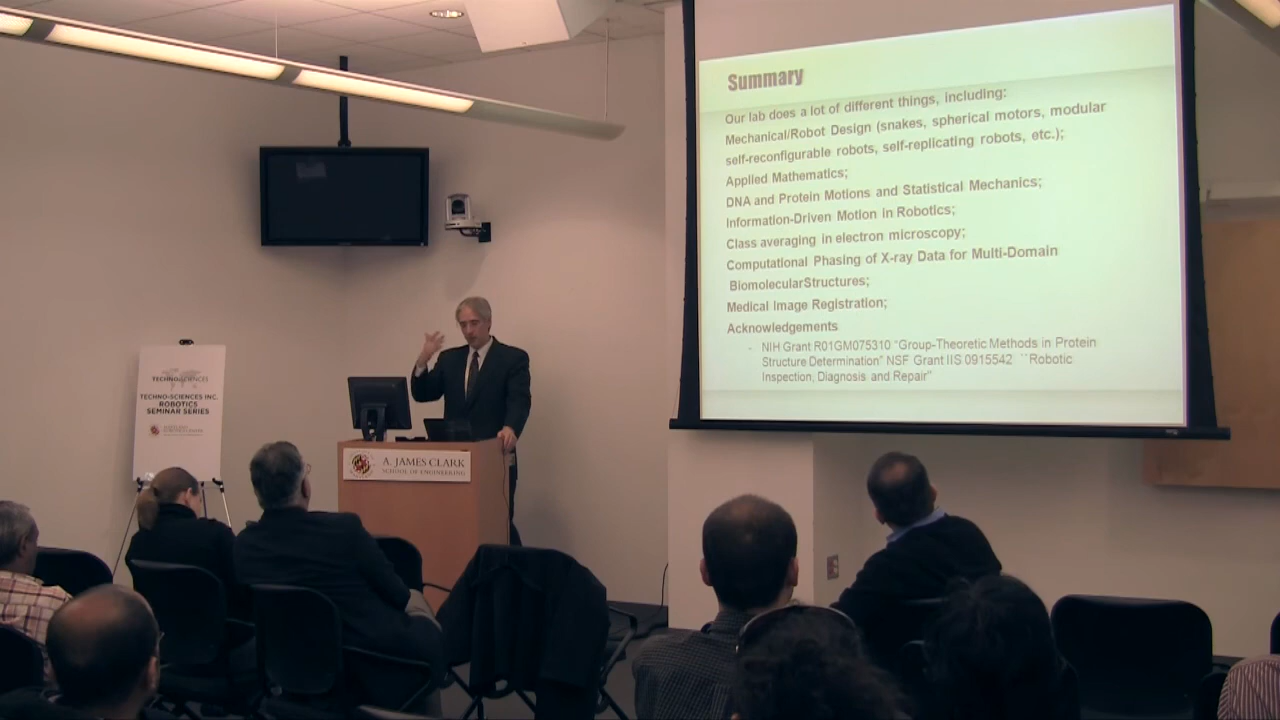 Summary
Our lab does a lot of different things, including:
Mechanical/Robot Design (snakes, spherical motors, modular
self-reconfigurable robots, self-replicating robots, etc.);
Applied Mathematics;
DNA and Protein Motions and Statistical Mechanics;
Information-Driven Motion in Robotics;
Class averaging in electron microscopy;
Computational Phasing of X-ray Data for Multi-Domain
BiomolecularStructures;
Medical Image Registration;
Acknowledgements
- NIH Grant R01GM075310 "Group-Theoretic Methods in Protein
Structure Determination" NSF Grant IIS 0915542 ``Robotic
Inspection, Diagnosis and Repair"
TECHNO-SCIENCES
TECHNO-SCIENCES INC.
ROBOTICS
SEMINAR SERIES
A. JAMES CLARK
SCHOOL OF ENGINEERING